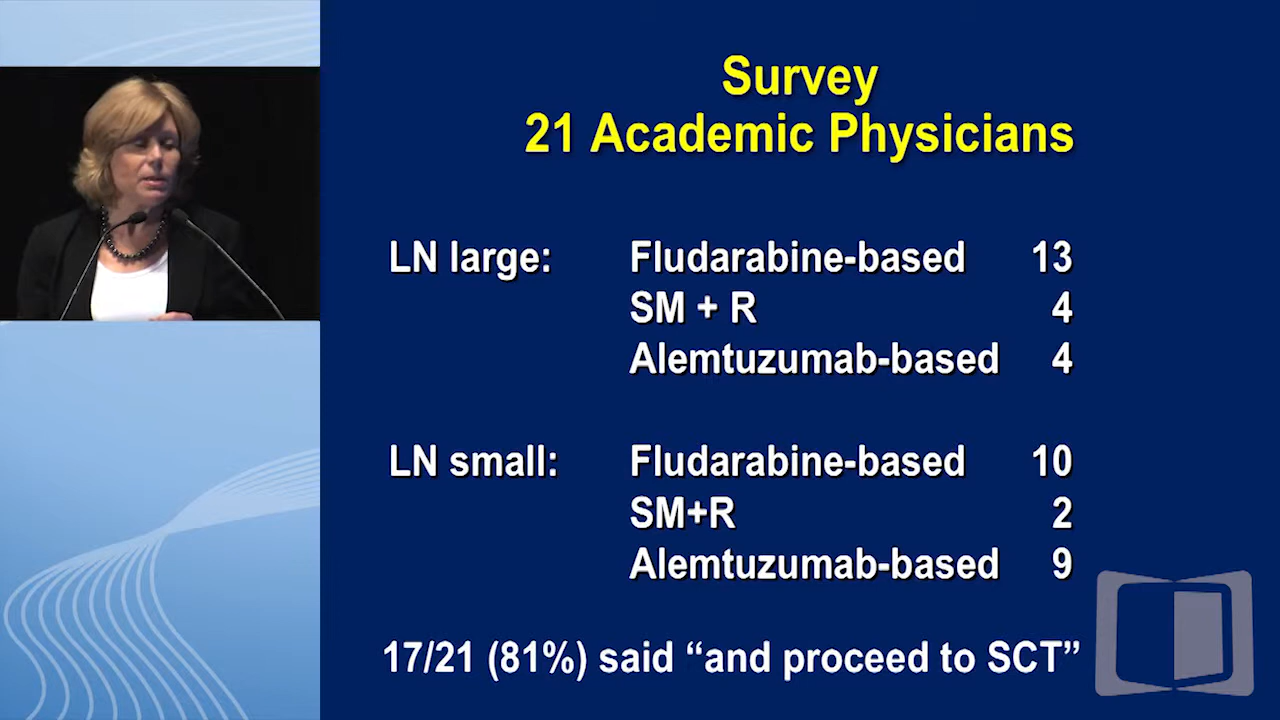 Survey
21 Academic Physicians
LN large: Fludarabine-based 13
SM + R 4
Alemtuzumab-based 4
LN small: Fludarabine-based 10
SM+R 2
Alemtuzumab-based 9
17/21 (81%) said “and proceed to SCT”